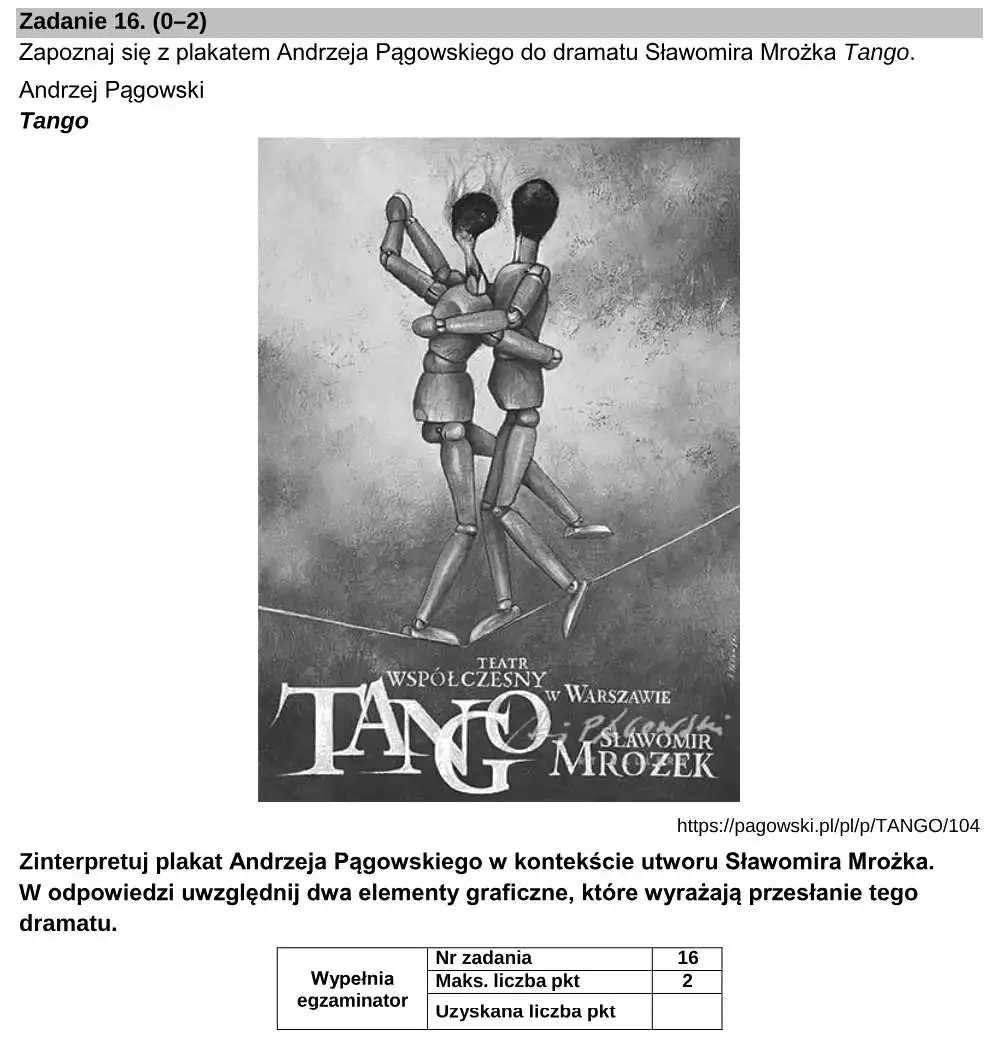 Zadanie 16. (0–2)
Zapoznaj się z plakatem Andrzeja Pągowskiego do dramatu Sławomira Mrożka Tango.
Andrzej Pągowski
Tango
TEATR
WSPÓŁCZESNY
W WARSZAWIE
TANGO
SŁAWOMIR
MROŻEK
https://pagowski.pl/pl/p/TANGO/104
Zinterpretuj plakat Andrzeja Pągowskiego w kontekście utworu Sławomira Mrożka.
W odpowiedzi uwzględnij dwa elementy graficzne, które wyrażają przesłanie tego
dramatu.
Wypełnia
egzaminator
Nr zadania 16
Maks. liczba pkt 2
Uzyskana liczba pkt